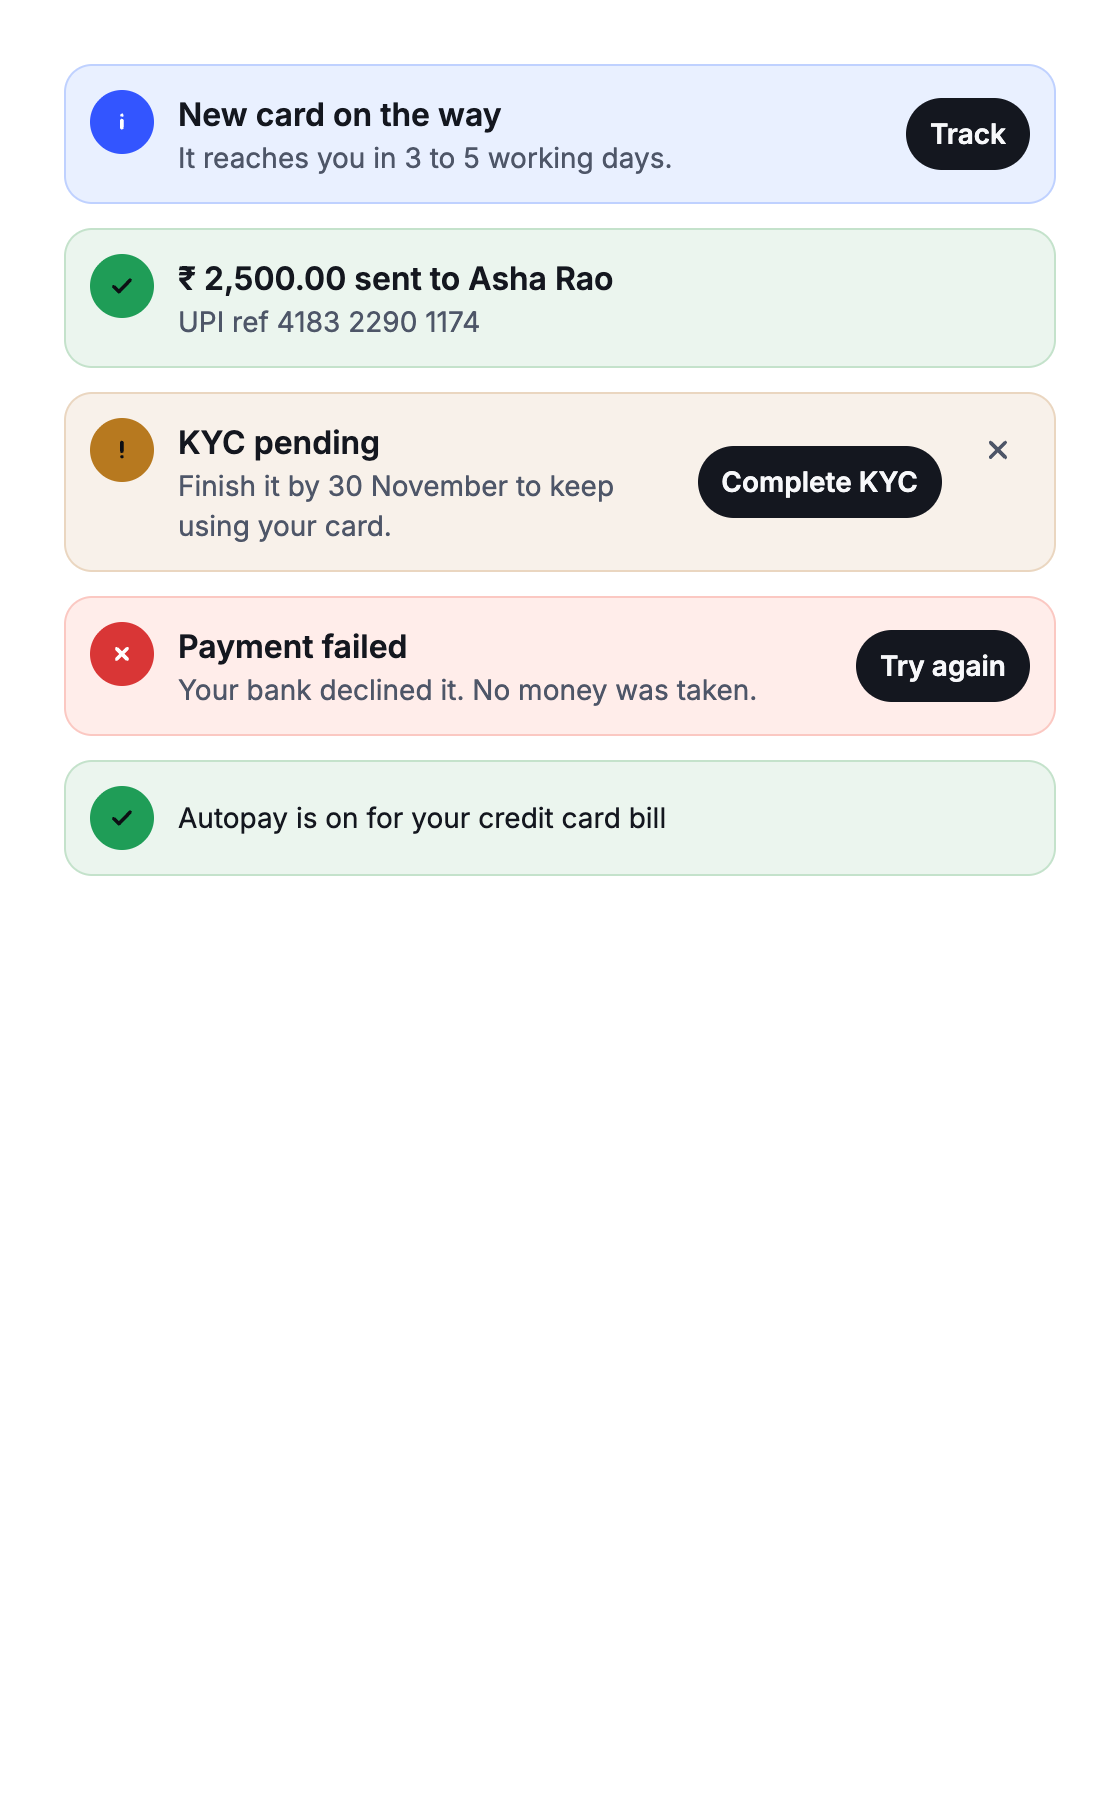 New card on the way
It reaches you in 3 to 5 working days.
Track
₹ 2,500.00 sent to Asha Rao
UPI ref 4183 2290 1174
KYC pending
Finish it by 30 November to keep
using your card.
Complete KYC
Payment failed
Your bank declined it. No money was taken.
Try again
Autopay is on for your credit card bill